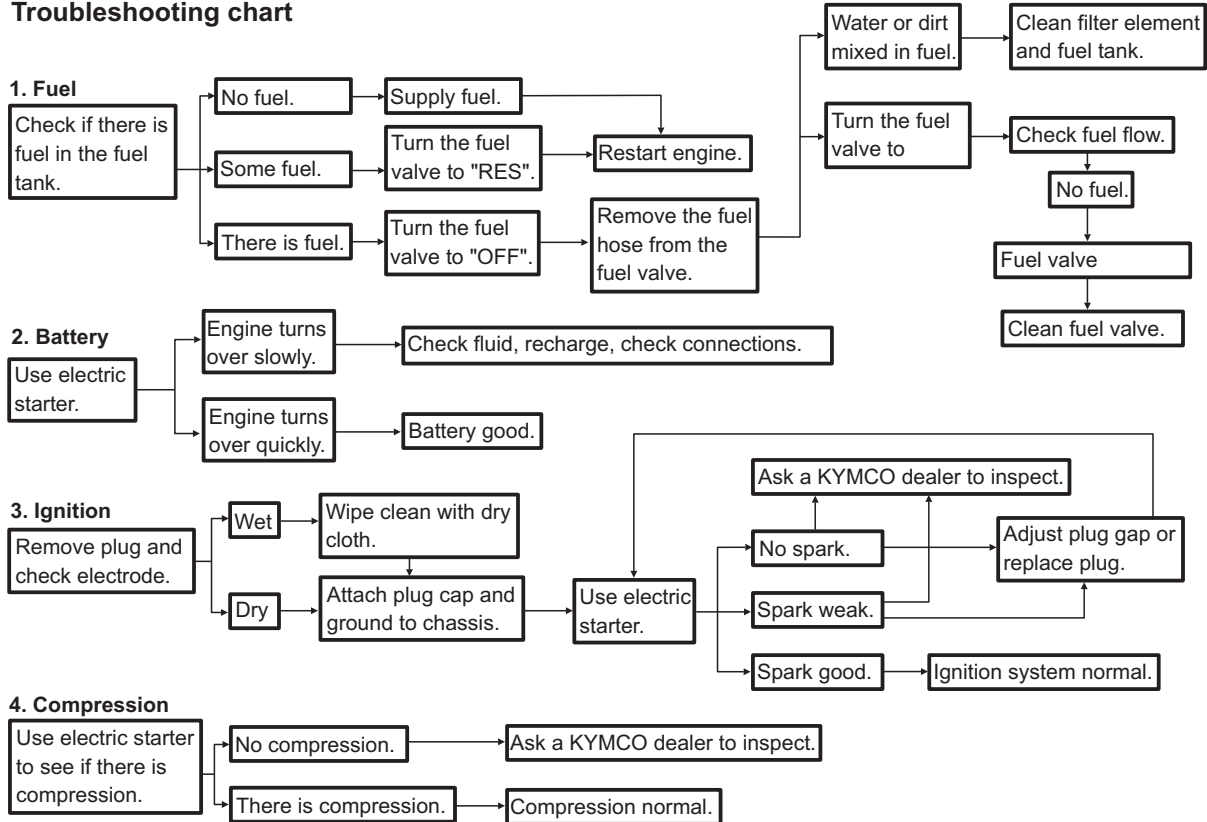 Troubleshooting chart
1. Fuel
Check if there is
fuel in the fuel
tank.
No fuel.
Supply fuel.
Some fuel.
Turn the fuel
valve to "RES".
Restart engine.
There is fuel.
Turn the fuel
valve to "OFF".
Remove the fuel
hose from the
fuel valve.
Water or dirt
mixed in fuel.
Clean filter element
and fuel tank.
Turn the fuel
valve to
Check fuel flow.
No fuel.
Fuel valve
Clean fuel valve.
2. Battery
Use electric
starter.
Engine turns
over slowly.
Check fluid, recharge, check connections.
Engine turns
over quickly.
Battery good.
3. Ignition
Remove plug and
check electrode.
Wet
Wipe clean with dry
cloth.
Dry
Attach plug cap and
ground to chassis.
Use electric
starter.
Ask a KYMCO dealer to inspect.
No spark.
Adjust plug gap or
replace plug.
Spark weak.
Spark good.
Ignition system normal.
4. Compression
Use electric starter
to see if there is
compression.
No compression.
Ask a KYMCO dealer to inspect.
There is compression.
Compression normal.